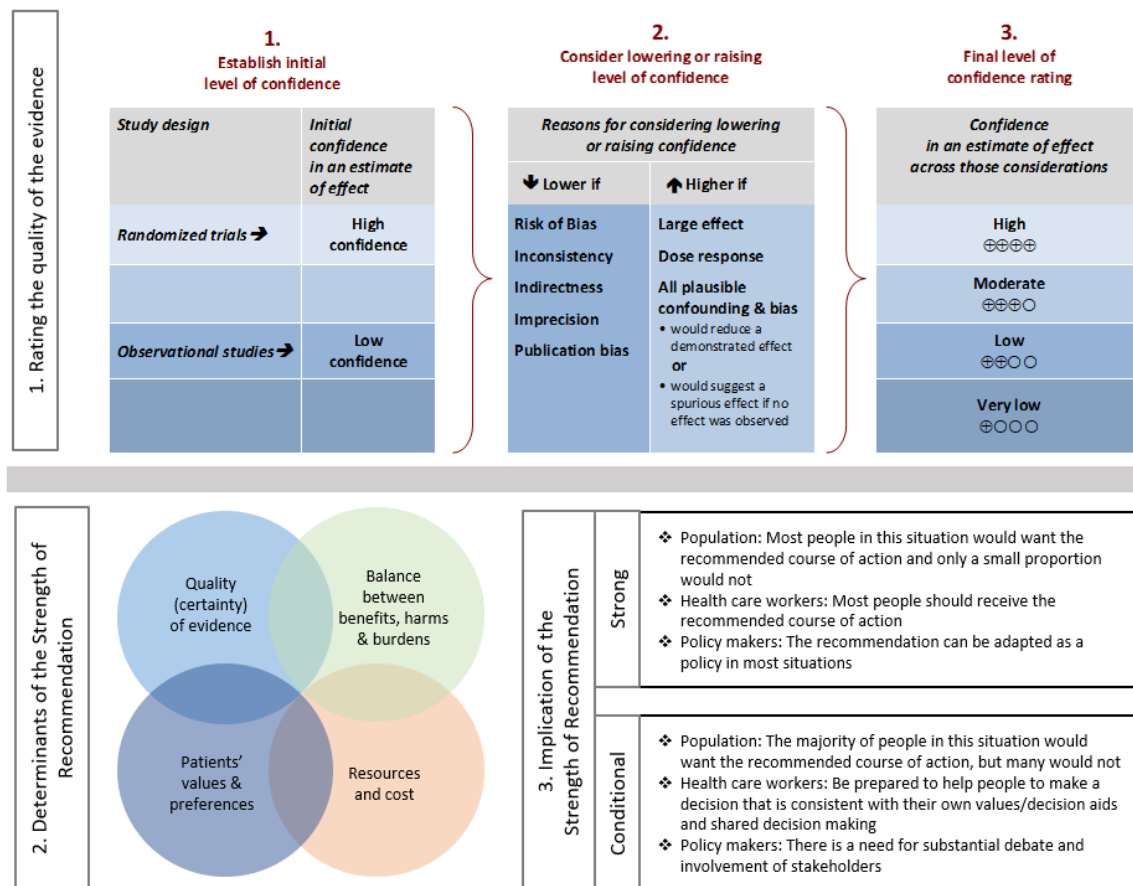 1. Rating the quality of the evidence
1.
Establish initial
level of confidence
Study design
Initial
confidence
in an estimate
of effect
Randomized trials ➔
High
confidence
Observational studies ➔
Low
confidence
2.
Consider lowering or raising
level of confidence
Reasons for considering lowering
or raising confidence
🡻 Lower if
🡹 Higher if
Risk of Bias
Inconsistency
Indirectness
Imprecision
Publication bias
Large effect
Dose response
All plausible
confounding & bias
• would reduce a
demonstrated effect
or
• would suggest a
spurious effect if no
effect was observed
3.
Final level of
confidence rating
Confidence
in an estimate of effect
across those considerations
High
⊕⊕⊕⊕
Moderate
⊕⊕⊕○
Low
⊕⊕○○
Very low
⊕○○○
2. Determinants of the Strength of
Recommendation
Quality
(certainty)
of evidence
Balance
between
benefits, harms
& burdens
Patients’
values &
preferences
Resources
and cost
3. Implication of the
Strength of Recommendation
Strong
❖ Population: Most people in this situation would want the
recommended course of action and only a small proportion
would not
❖ Health care workers: Most people should receive the
recommended course of action
❖ Policy makers: The recommendation can be adapted as a
policy in most situations
Conditional
❖ Population: The majority of people in this situation would
want the recommended course of action, but many would not
❖ Health care workers: Be prepared to help people to make a
decision that is consistent with their own values/decision aids
and shared decision making
❖ Policy makers: There is a need for substantial debate and
involvement of stakeholders